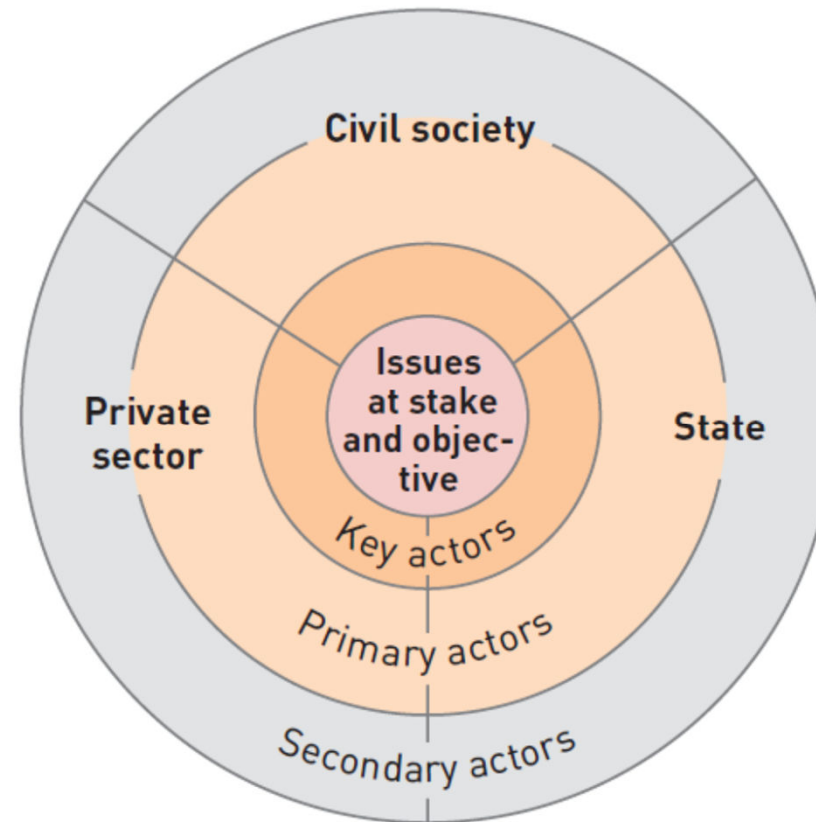 Civil society
Private
sector
State
Issues
at stake
and objec-
tive
Key actors
Primary actors
Secondary actors